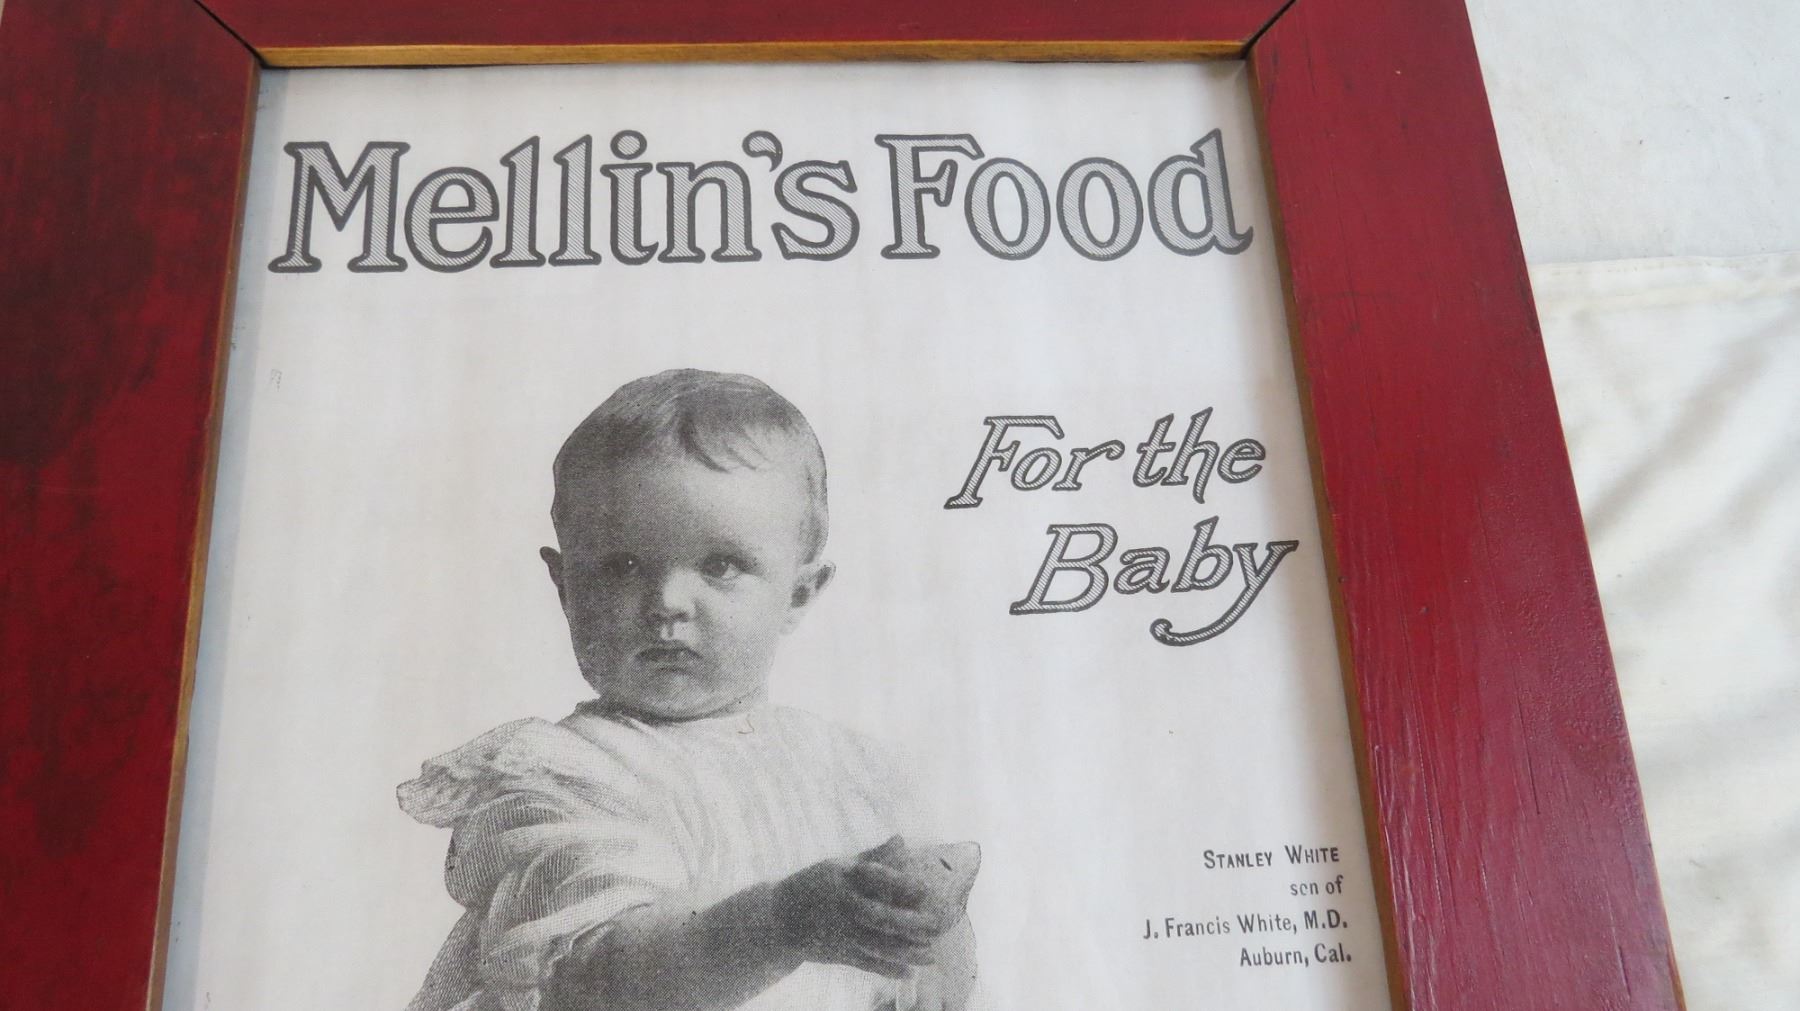 Mellin's Food
For the
Baby
STANLEY WHITE
son of
J. Francis White, M.D.
Auburn, Cal.